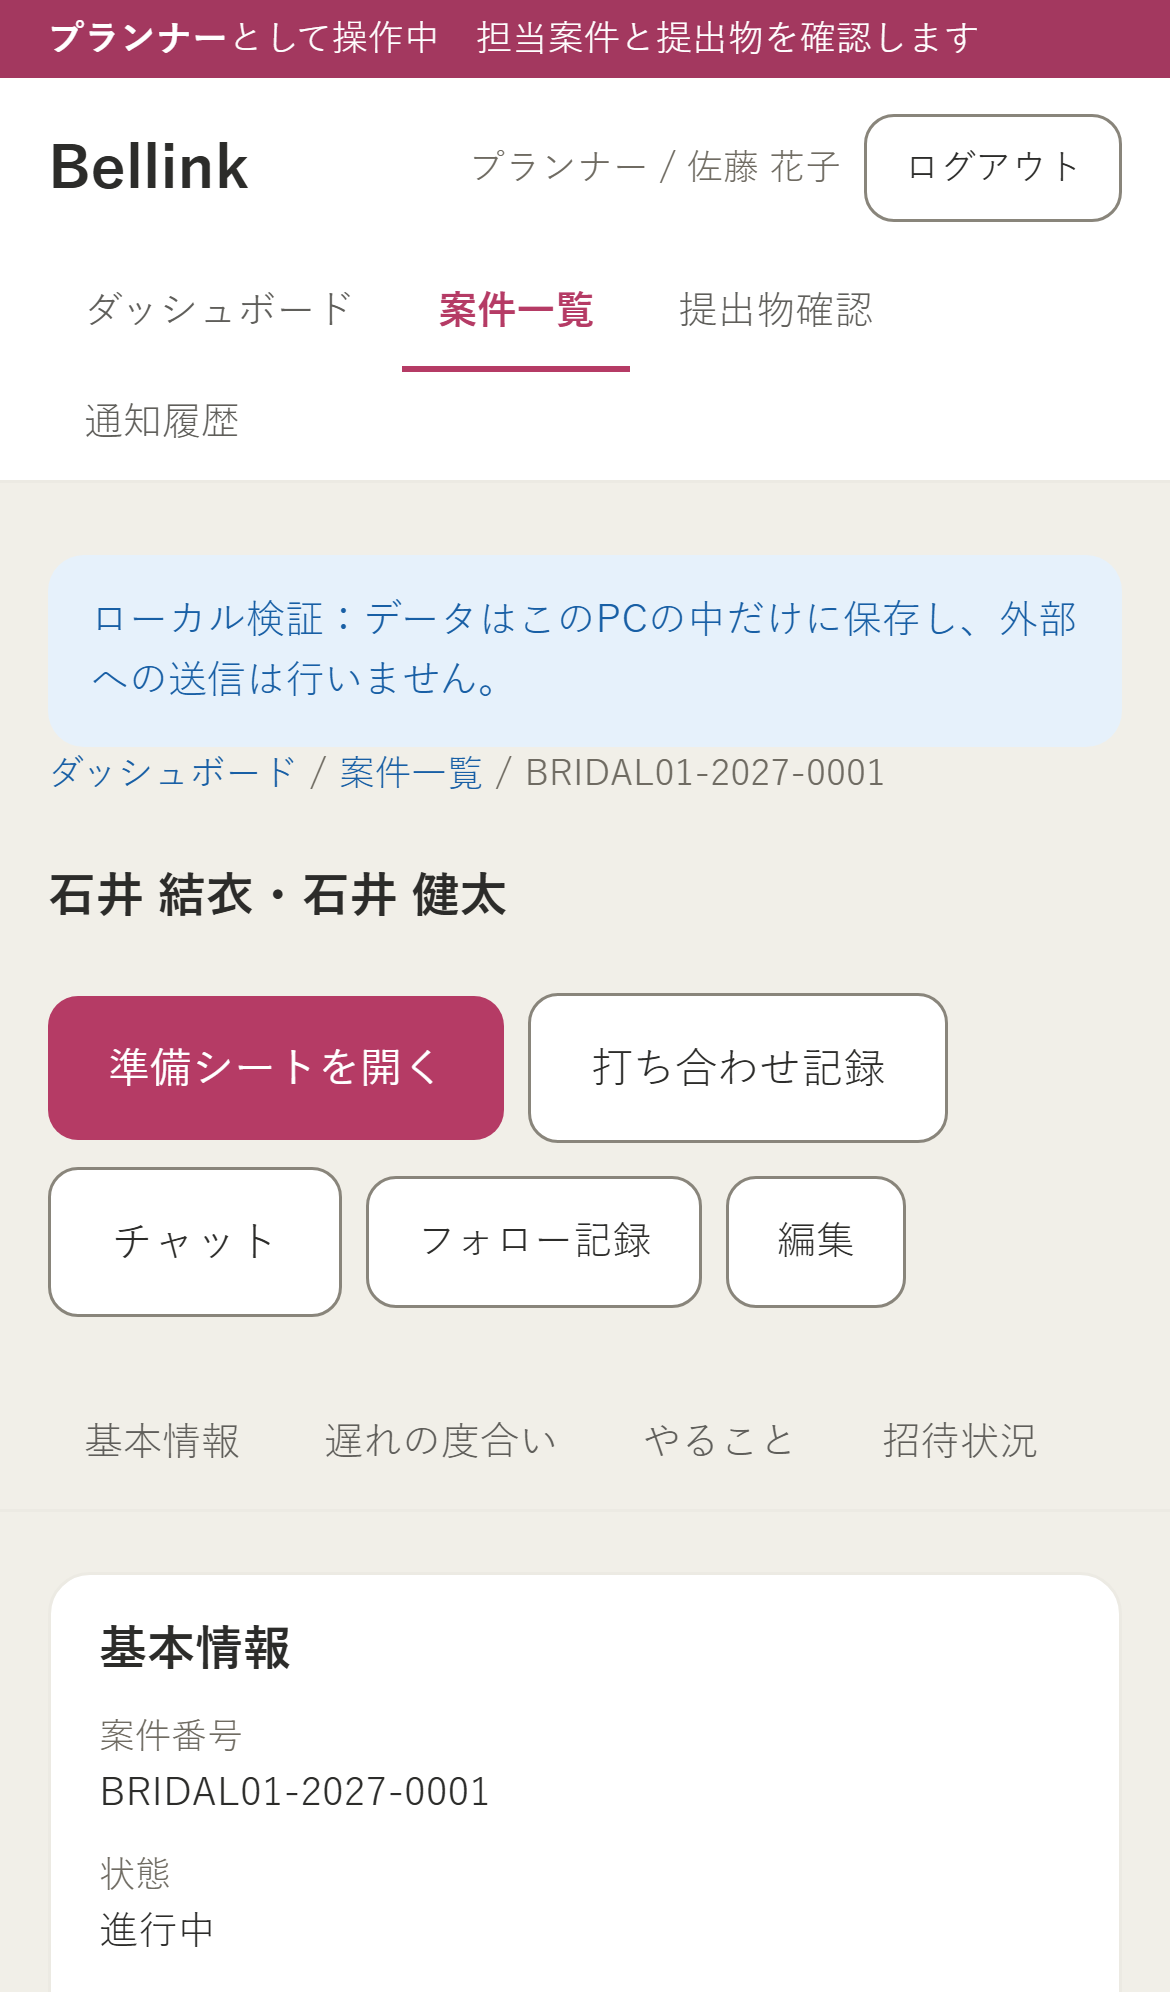 プランナーとして操作中　担当案件と提出物を確認します
Bellink
プランナー / 佐藤 花子
ログアウト
ダッシュボード
案件一覧
提出物確認
通知履歴
ローカル検証：データはこのPCの中だけに保存し、外部
への送信は行いません。
ダッシュボード / 案件一覧 / BRIDAL01-2027-0001
石井 結衣・石井 健太
準備シートを開く
打ち合わせ記録
チャット
フォロー記録
編集
基本情報
遅れの度合い
やること
招待状況
基本情報
案件番号
BRIDAL01-2027-0001
状態
進行中